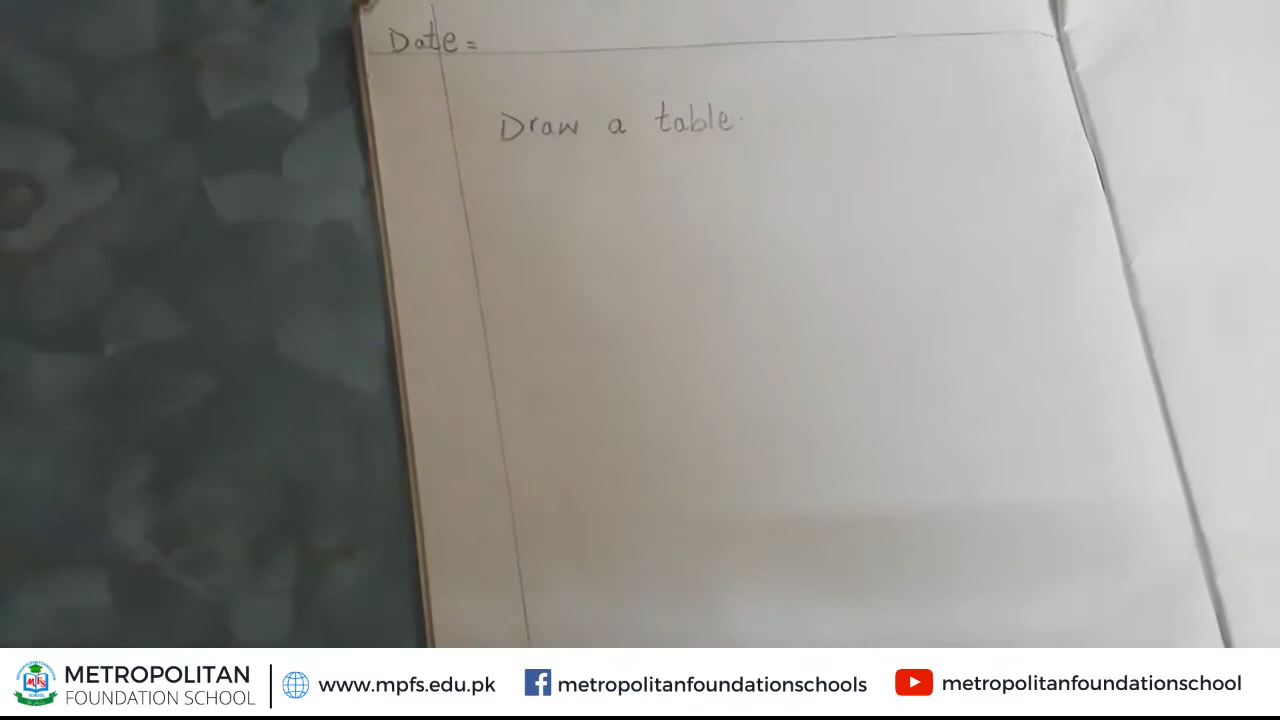 Date =
Draw a table.
METROPOLITAN
FOUNDATION SCHOOL
www.mpfs.edu.pk
metropolitanfoundationschools
metropolitanfoundationschool